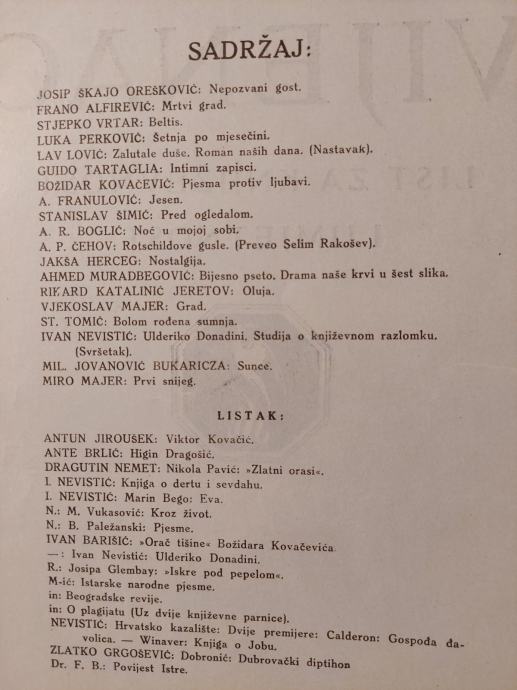 SADRŽAJ:
JOSIP ŠKAJO OREŠKOVIĆ: Nepozvani gost.
FRANO ALFIREVIĆ: Mrtvi grad.
STJEPKO VRTAR: Beltis.
LUKA PERKOVIĆ: Šetnja po mjesečini.
LAV LOVIĆ: Zalutale duše. Roman naših dana. (Nastavak).
GUIDO TARTAGLIA: Intimni zapisci.
BOŽIDAR KOVAČEVIĆ: Pjesma protiv ljubavi.
A. FRANULOVIĆ: Jesen.
STANISLAV ŠIMIĆ: Pred ogledalom.
A. R. BOGLIĆ: Noć u mojoj sobi.
A. P. ČEHOV: Rotschildove gusle. (Preveo Selim Rakošev).
JAKŠA HERCEG: Nostalgija.
AHMED MURADBEGOVIĆ: Bijesno pseto. Drama naše krvi u šest slika.
RIKARD KATALINIĆ JERETOV: Oluja.
VJEKOSLAV MAJER: Grad.
ST. TOMIĆ: Bolom rođena sumnja.
IVAN NEVISTIĆ: Ulderiko Donadini. Studija o književnom razlomku.
(Svršetak).
MIL. JOVANOVIĆ BUKARICZA: Sunce.
MIRO MAJER: Prvi snijeg.
LISTAK:
ANTUN JIROUŠEK: Viktor Kovačić.
ANTE BRLIĆ: Higin Dragošić.
DRAGUTIN NEMET: Nikola Pavić: »Zlatni orasi«.
I. NEVISTIĆ: Knjiga o dertu i sevdahu.
I. NEVISTIĆ: Marin Bego: Eva.
N.: M. Vukasović: Kroz život.
N.: B. Paležanski: Pjesme.
IVAN BARIŠIĆ: »Orač tišine« Božidara Kovačevića
—: Ivan Nevistić: Ulderiko Donadini.
R.: Josipa Glembay: »Iskre pod pepelom«.
M-ić: Istarske narodne pjesme.
in: Beogradske revije.
in: O plagijatu (Uz dvije književne parnice).
NEVISTIĆ: Hrvatsko kazalište: Dvije premijere: Calderon: Gospođa đa-
volica. — Winaver: Knjiga o Jobu.
ZLATKO GRGOŠEVIĆ: Dobronić: Dubrovački diptihon
Dr. F. B.: Povijest Istre.